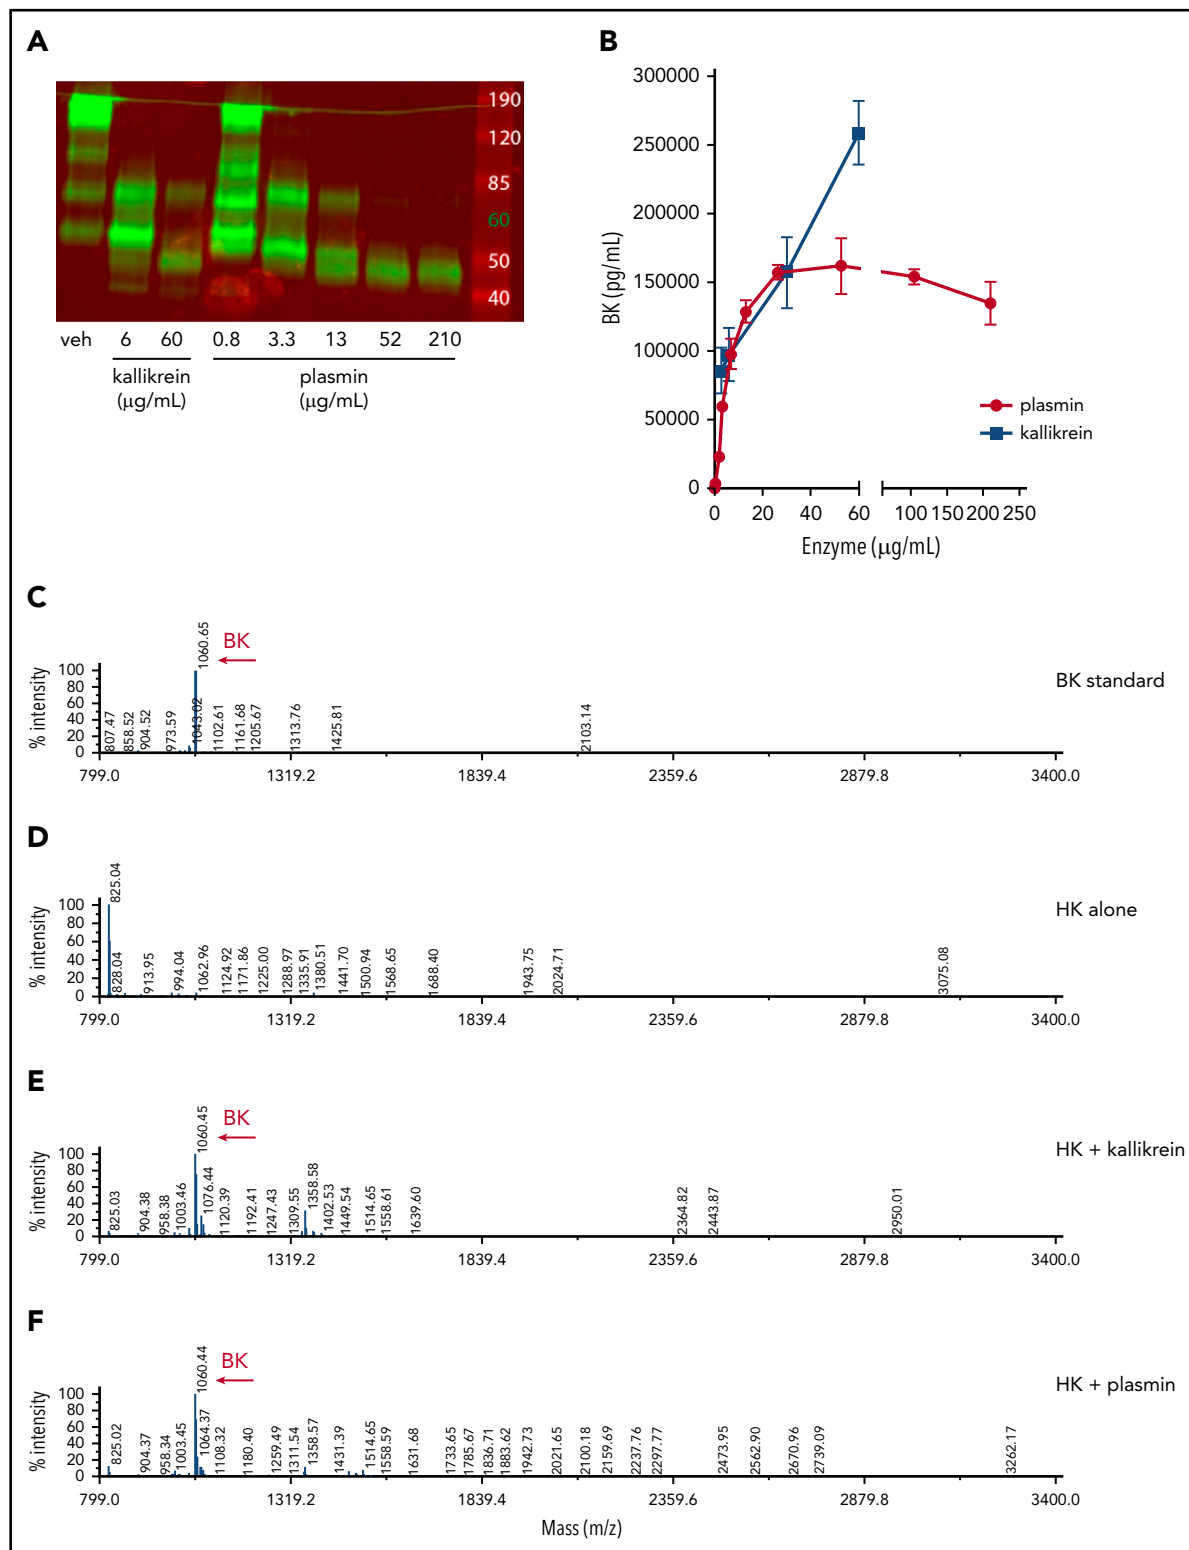 A
190
120
85
60
50
40
veh 6 60 0.8 3.3 13 52 210
kallikrein plasmin
(μg/mL) (μg/mL)
B
300000
250000
200000
150000
100000
50000
0
BK (pg/mL)
plasmin
kallikrein
0 20 40 60 100 150 200 250
Enzyme (μg/mL)
C
BK standard
BK
% intensity
100
80
60
40
20
0
807.47 858.52 904.52 973.59 1043.02 1060.65 1102.61 1161.68 1205.67 1313.76 1425.81 2103.14
799.0 1319.2 1839.4 2359.6 2879.8 3400.0
D
HK alone
% intensity
100
80
60
40
20
0
825.04 828.04 913.95 994.04 1062.96 1124.92 1171.86 1225.00 1288.97 1335.91 1380.51 1441.70 1500.94 1568.65 1688.40 1943.75 2024.71 3075.08
799.0 1319.2 1839.4 2359.6 2879.8 3400.0
E
HK + kallikrein
BK
% intensity
100
80
60
40
20
0
825.03 904.38 958.38 1003.46 1060.45 1076.44 1120.39 1192.41 1247.43 1309.55 1358.58 1402.53 1449.54 1514.65 1558.61 1639.60 2364.82 2443.87 2950.01
799.0 1319.2 1839.4 2359.6 2879.8 3400.0
F
HK + plasmin
BK
% intensity
100
80
60
40
20
0
825.02 904.37 958.34 1003.45 1060.44 1064.37 1108.32 1180.40 1259.49 1311.54 1358.57 1431.39 1514.65 1558.59 1631.68 1733.65 1785.67 1836.71 1883.62 1942.73 2021.65 2100.18 2159.69 2237.76 2297.77 2473.95 2562.90 2670.96 2739.09 3262.17
799.0 1319.2 1839.4 2359.6 2879.8 3400.0
Mass (m/z)